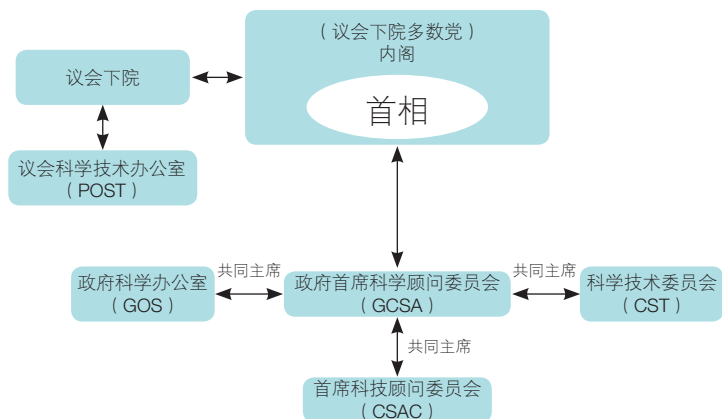 （议会下院多数党）
内阁
首相
议会下院
议会科学技术办公室
（POST）
政府科学办公室
（GOS）
共同主席
政府首席科学顾问委员会
（GCSA）
共同主席
科学技术委员会
（CST）
共同主席
首席科技顾问委员会
（CSAC）